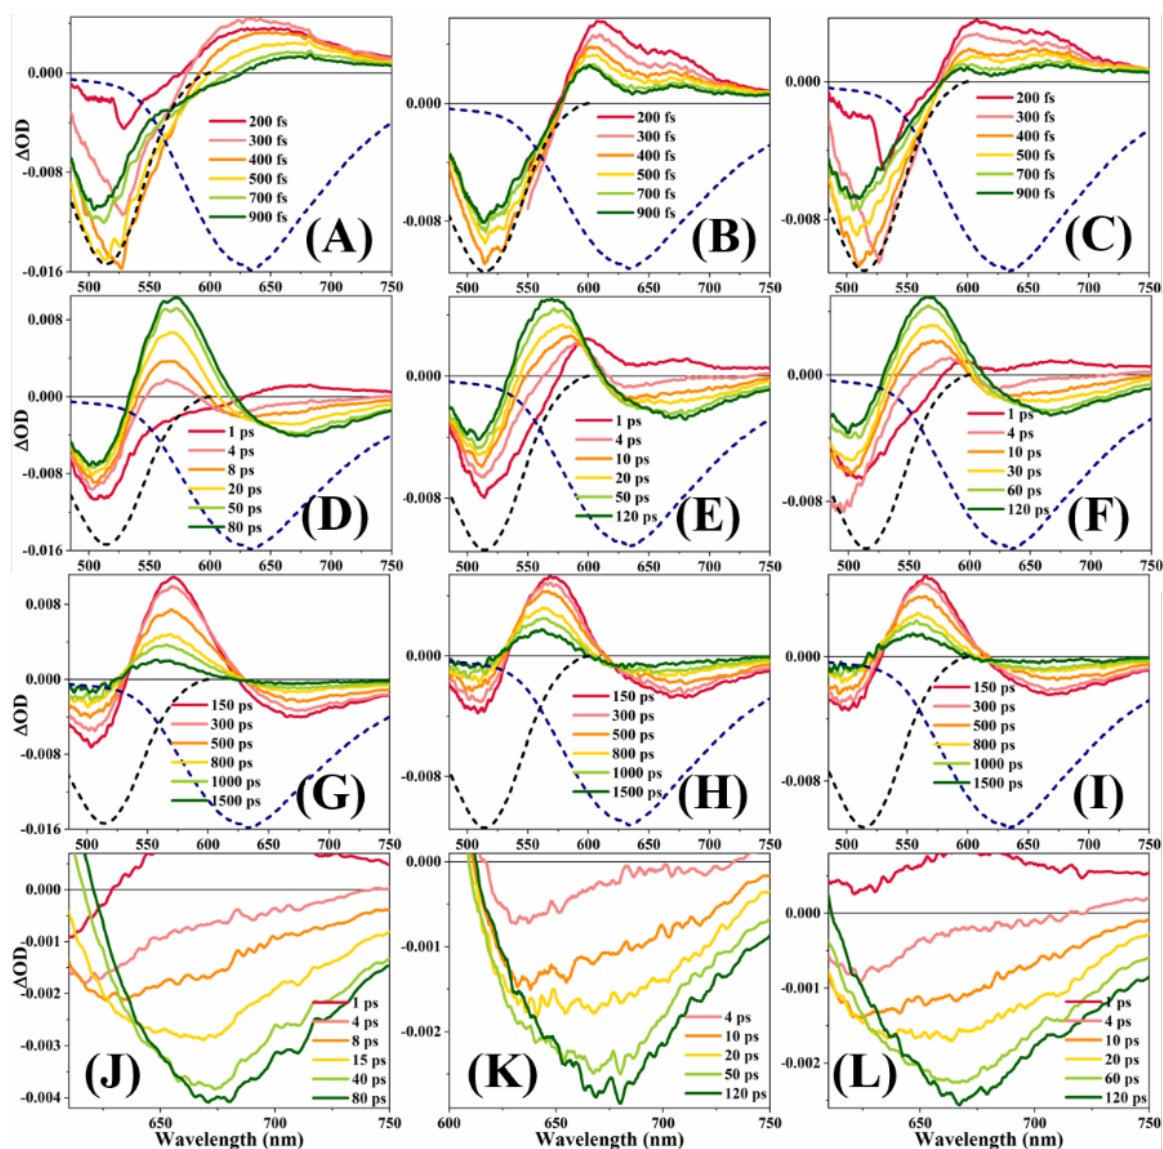 0.000
-0.008
-0.016
ΔOD
200 fs
300 fs
400 fs
500 fs
700 fs
900 fs
(A)
500 550 600 650 700 750
0.000
-0.008
200 fs
300 fs
400 fs
500 fs
700 fs
900 fs
(B)
500 550 600 650 700 750
0.000
-0.008
200 fs
300 fs
400 fs
500 fs
700 fs
900 fs
(C)
500 550 600 650 700 750
0.008
0.000
-0.008
-0.016
ΔOD
1 ps
4 ps
8 ps
20 ps
50 ps
80 ps
(D)
500 550 600 650 700 750
0.000
-0.008
1 ps
4 ps
10 ps
20 ps
50 ps
120 ps
(E)
500 550 600 650 700 750
0.000
-0.008
1 ps
4 ps
10 ps
30 ps
60 ps
120 ps
(F)
500 550 600 650 700 750
0.008
0.000
-0.008
-0.016
ΔOD
150 ps
300 ps
500 ps
800 ps
1000 ps
1500 ps
(G)
500 550 600 650 700 750
0.000
-0.008
150 ps
300 ps
500 ps
800 ps
1000 ps
1500 ps
(H)
500 550 600 650 700 750
0.000
-0.008
150 ps
300 ps
500 ps
800 ps
1000 ps
1500 ps
(I)
500 550 600 650 700 750
0.000
-0.001
-0.002
-0.003
-0.004
ΔOD
1 ps
4 ps
8 ps
15 ps
40 ps
80 ps
(J)
650 700 750
Wavelength (nm)
0.000
-0.001
-0.002
4 ps
10 ps
20 ps
50 ps
120 ps
(K)
600 650 700 750
Wavelength (nm)
0.000
-0.001
-0.002
1 ps
4 ps
10 ps
20 ps
60 ps
120 ps
(L)
650 700 750
Wavelength (nm)